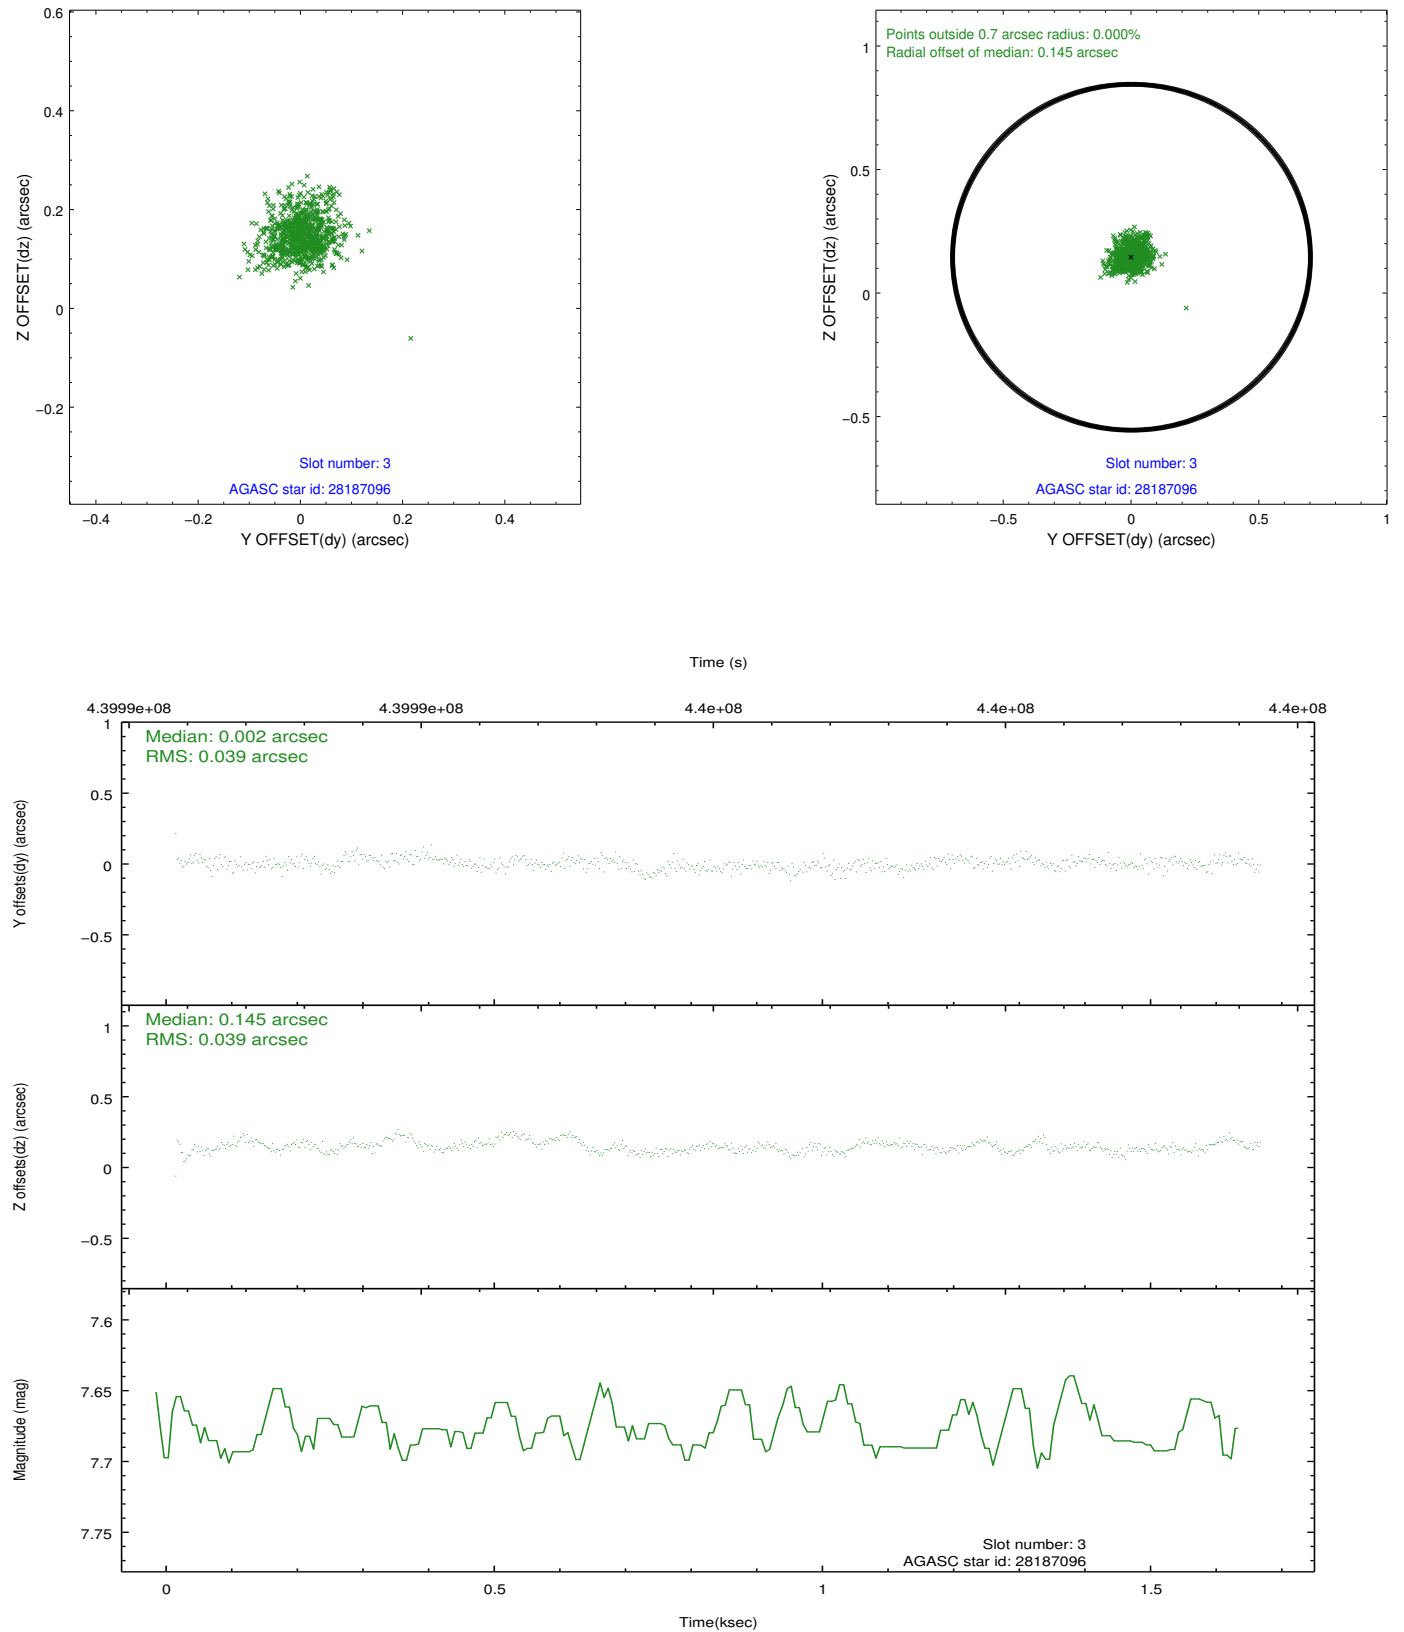 0.6
0.4
0.2
0
−0.2
Z OFFSET(dz) (arcsec)
Slot number: 3
AGASC star id: 28187096
−0.4 −0.2 0 0.2 0.4
Y OFFSET(dy) (arcsec)
Points outside 0.7 arcsec radius: 0.000%
Radial offset of median: 0.145 arcsec
1
0.5
0
−0.5
Z OFFSET(dz) (arcsec)
Slot number: 3
AGASC star id: 28187096
−0.5 0 0.5 1
Y OFFSET(dy) (arcsec)
Time (s)
4.3999e+08 4.3999e+08 4.4e+08 4.4e+08 4.4e+08
Median: 0.002 arcsec
RMS: 0.039 arcsec
1
0.5
0
−0.5
Y offsets(dy) (arcsec)
Median: 0.145 arcsec
RMS: 0.039 arcsec
1
0.5
0
−0.5
Z offsets(dz) (arcsec)
7.6
7.65
7.7
7.75
Magnitude (mag)
Slot number: 3
AGASC star id: 28187096
0 0.5 1 1.5
Time(ksec)